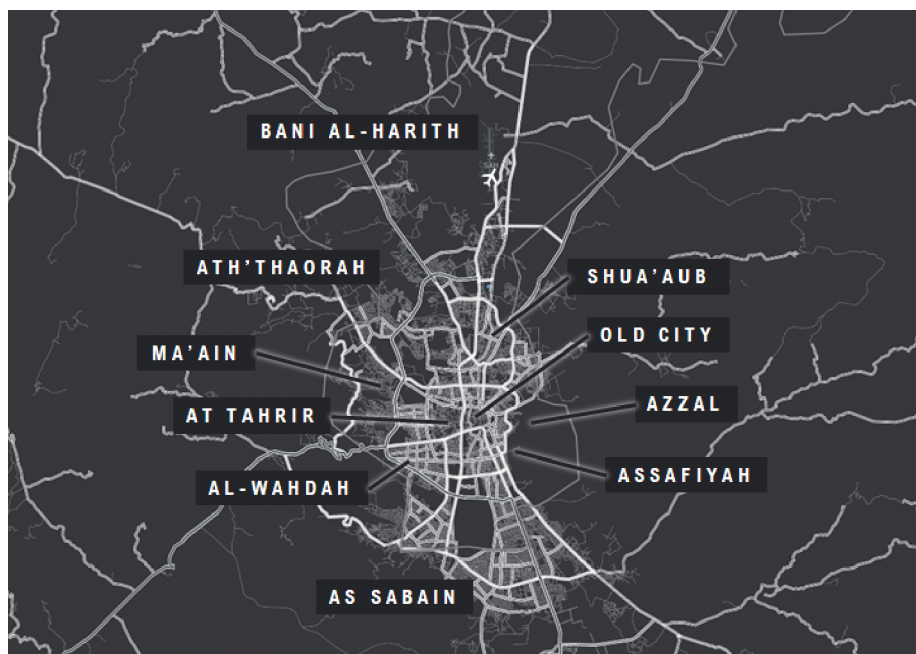 BANI AL-HARITH
SAH
ATH'THAORAH
SHUA'AUB
OLD CITY
MA'AIN
AZZAL
AT TAHRIR
ASSAFIYAH
AL-WAHDAH
AS SABAIN